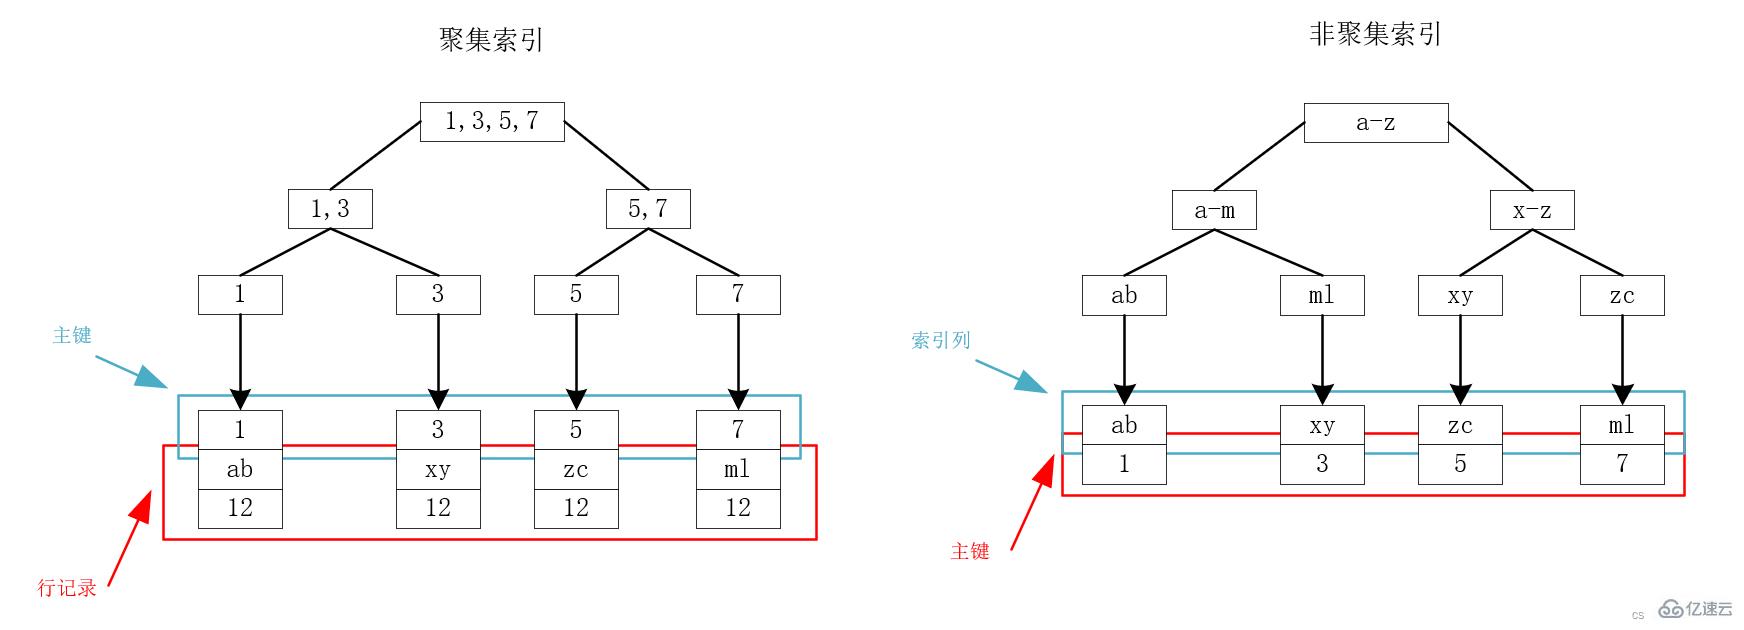 聚集索引
1,3,5,7
1,3
5,7
1
3
5
7
主键
1
3
5
7
ab
xy
zc
ml
12
12
12
12
行记录
非聚集索引
a-z
a-m
x-z
ab
ml
xy
zc
索引列
ab
xy
zc
ml
1
3
5
7
主键
cs
亿速云